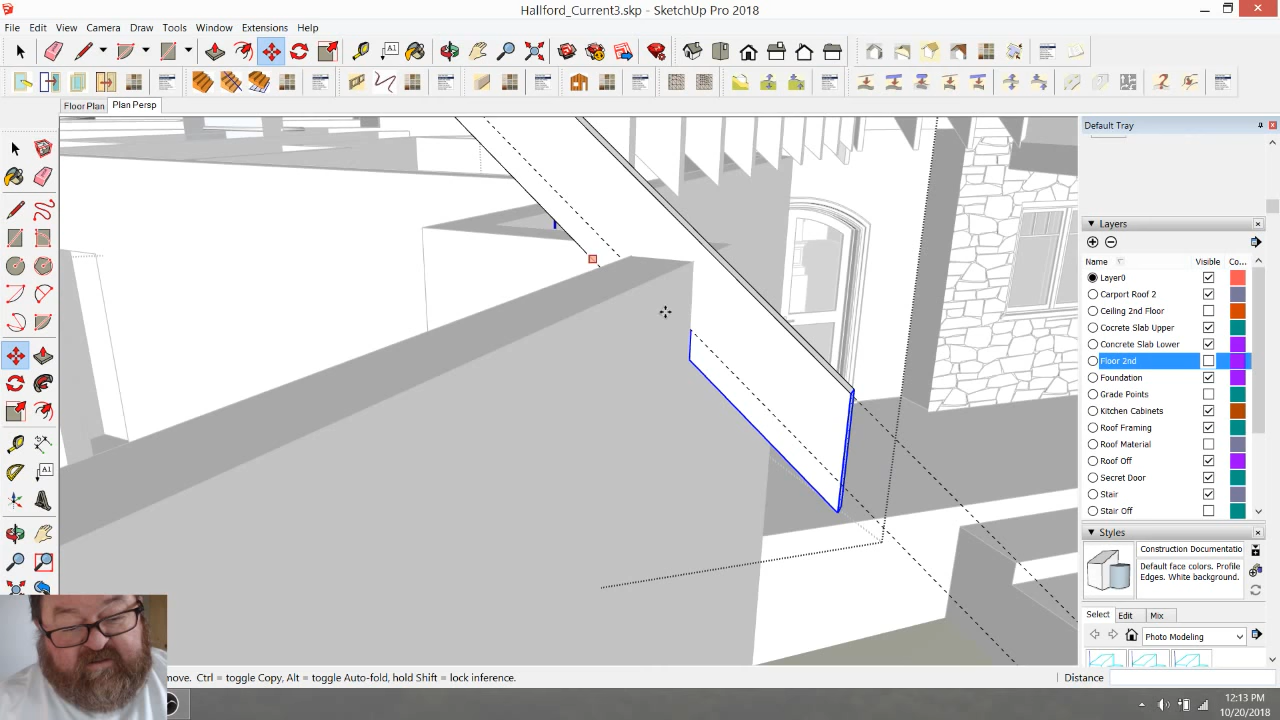 Hallford_Current3.skp - SketchUp Pro 2018
File Edit View Camera Draw Tools Window Extensions Help
Floor Plan Plan Persp
Default Tray
Layers
Name Visible Co...
Layer0
Carport Roof 2
Ceiling 2nd Floor
Cocrete Slab Upper
Concrete Slab Lower
Floor 2nd
Foundation
Grade Points
Kitchen Cabinets
Roof Framing
Roof Material
Roof Off
Secret Door
Stair
Stair Off
Styles
Construction Documentatio
Default face colors. Profile
Edges. White background.
Select Edit Mix
Photo Modeling
move. Ctrl = toggle Copy, Alt = toggle Auto-fold, hold Shift = lock inference.
Distance
12:13 PM
10/20/2018